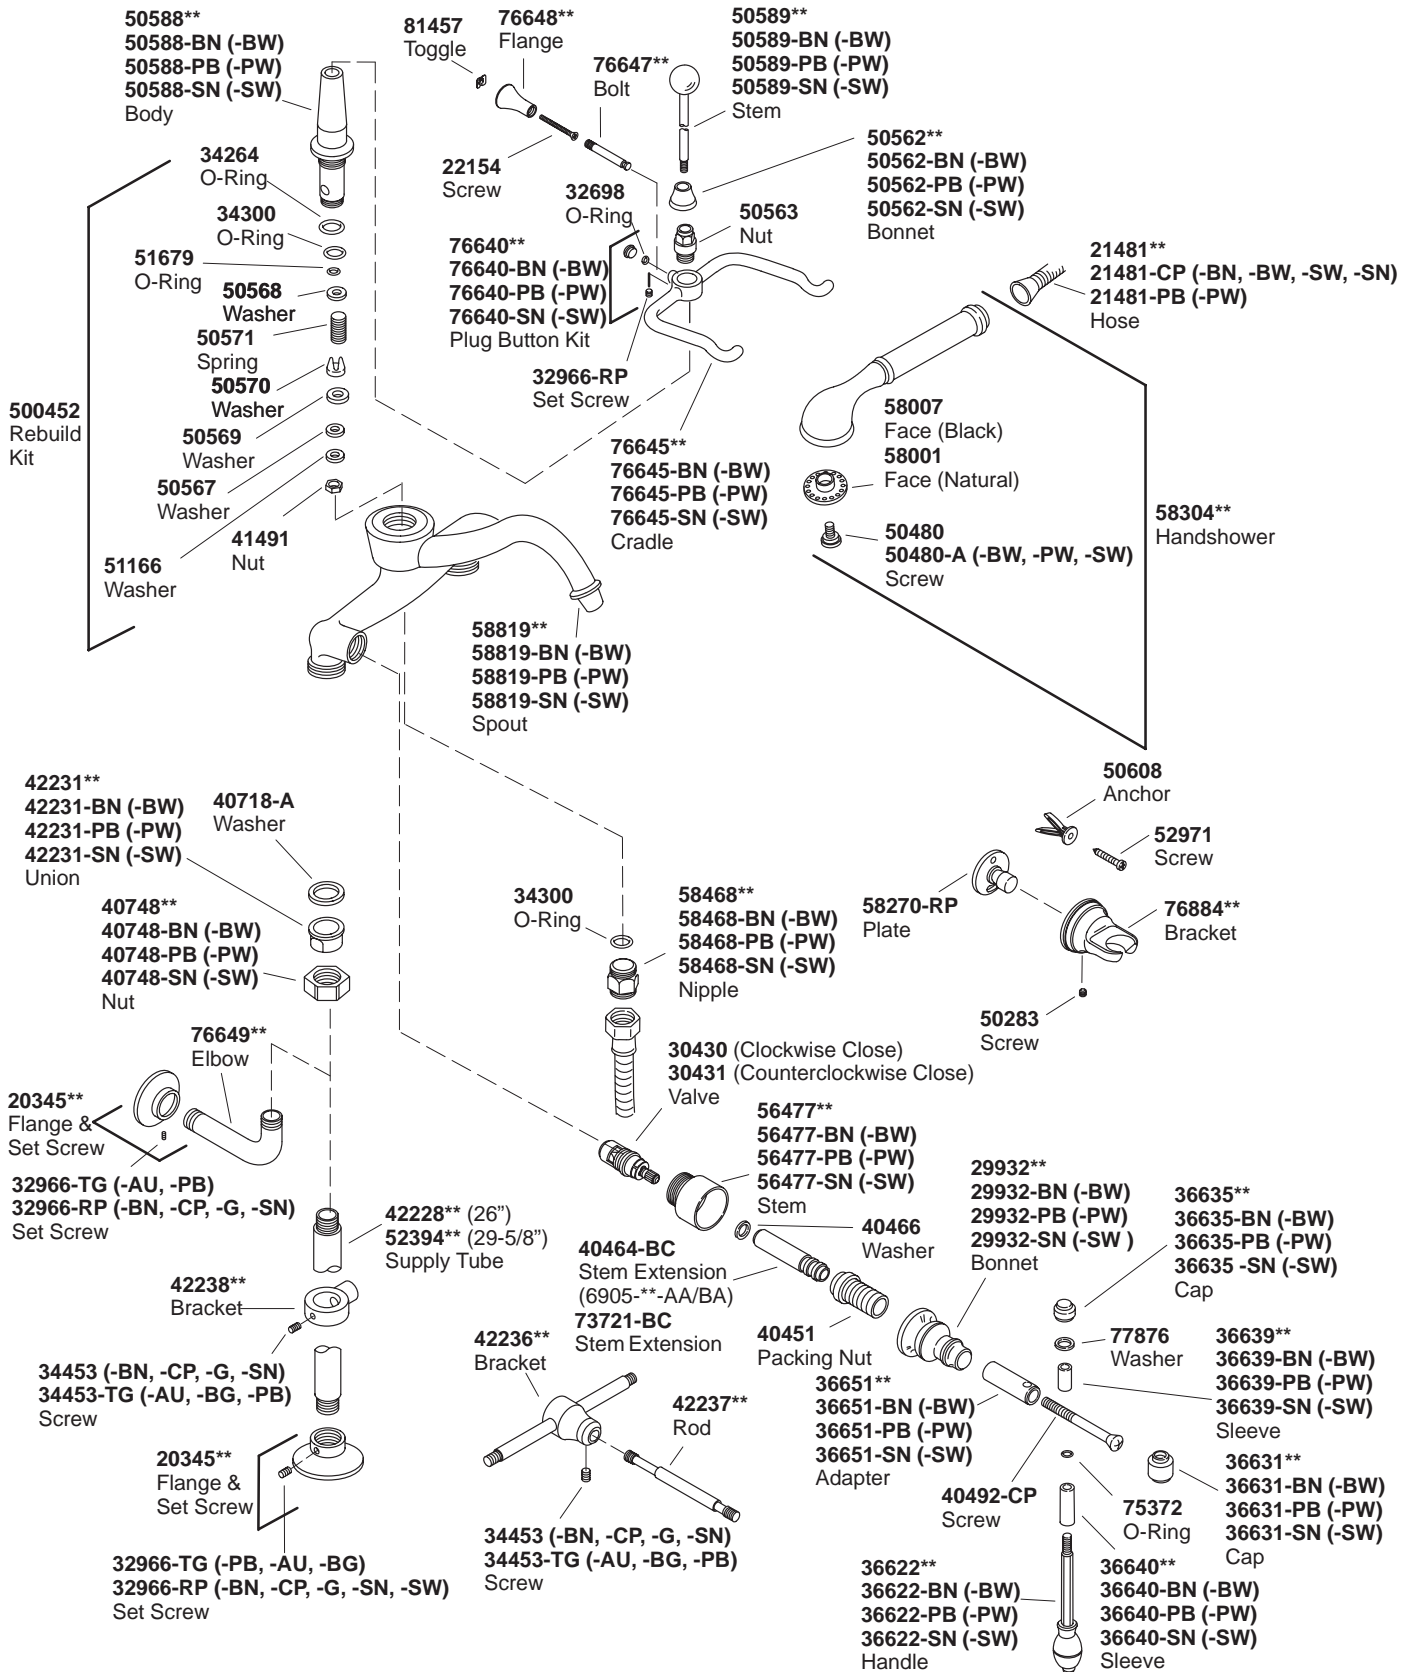 50588**
50588-BN (-BW)
50588-PB (-PW)
50588-SN (-SW)
Body
81457
Toggle
76648**
Flange
76647**
Bolt
50589**
50589-BN (-BW)
50589-PB (-PW)
50589-SN (-SW)
Stem
34264
O-Ring
34300
O-Ring
51679
O-Ring
50568
Washer
50571
Spring
50570
Washer
50569
Washer
50567
Washer
51166
Washer
41491
Nut
500452
Rebuild
Kit
22154
Screw
32698
O-Ring
50563
Nut
50562**
50562-BN (-BW)
50562-PB (-PW)
50562-SN (-SW)
Bonnet
76640**
76640-BN (-BW)
76640-PB (-PW)
76640-SN (-SW)
Plug Button Kit
32966-RP
Set Screw
76645**
76645-BN (-BW)
76645-PB (-PW)
76645-SN (-SW)
Cradle
21481**
21481-CP (-BN, -BW, -SW, -SN)
21481-PB (-PW)
Hose
58007
Face (Black)
58001
Face (Natural)
50480
50480-A (-BW, -PW, -SW)
Screw
58304**
Handshower
58819**
58819-BN (-BW)
58819-PB (-PW)
58819-SN (-SW)
Spout
42231**
42231-BN (-BW)
42231-PB (-PW)
42231-SN (-SW)
Union
40718-A
Washer
40748**
40748-BN (-BW)
40748-PB (-PW)
40748-SN (-SW)
Nut
76649**
Elbow
20345**
Flange &
Set Screw
32966-TG (-AU, -PB)
32966-RP (-BN, -CP, -G, -SN)
Set Screw
34300
O-Ring
58468**
58468-BN (-BW)
58468-PB (-PW)
58468-SN (-SW)
Nipple
50608
Anchor
52971
Screw
58270-RP
Plate
76884**
Bracket
50283
Screw
30430 (Clockwise Close)
30431 (Counterclockwise Close)
Valve
56477**
56477-BN (-BW)
56477-PB (-PW)
56477-SN (-SW)
Stem
40466
Washer
42228** (26”)
52394** (29-5/8”)
Supply Tube
42238**
Bracket
34453 (-BN, -CP, -G, -SN)
34453-TG (-AU, -BG, -PB)
Screw
20345**
Flange &
Set Screw
32966-TG (-PB, -AU, -BG)
32966-RP (-BN, -CP, -G, -SN, -SW)
Set Screw
40464-BC
Stem Extension
(6905-**-AA/BA)
73721-BC
Stem Extension
42236**
Bracket
42237**
Rod
34453 (-BN, -CP, -G, -SN)
34453-TG (-AU, -BG, -PB)
Screw
40451
Packing Nut
29932**
29932-BN (-BW)
29932-PB (-PW)
29932-SN (-SW )
Bonnet
36651**
36651-BN (-BW)
36651-PB (-PW)
36651-SN (-SW)
Adapter
36635**
36635-BN (-BW)
36635-PB (-PW)
36635 -SN (-SW)
Cap
77876
Washer
36639**
36639-BN (-BW)
36639-PB (-PW)
36639-SN (-SW)
Sleeve
40492-CP
Screw
75372
O-Ring
36631**
36631-BN (-BW)
36631-PB (-PW)
36631-SN (-SW)
Cap
36622**
36622-BN (-BW)
36622-PB (-PW)
36622-SN (-SW)
Handle
36640**
36640-BN (-BW)
36640-PB (-PW)
36640-SN (-SW)
Sleeve